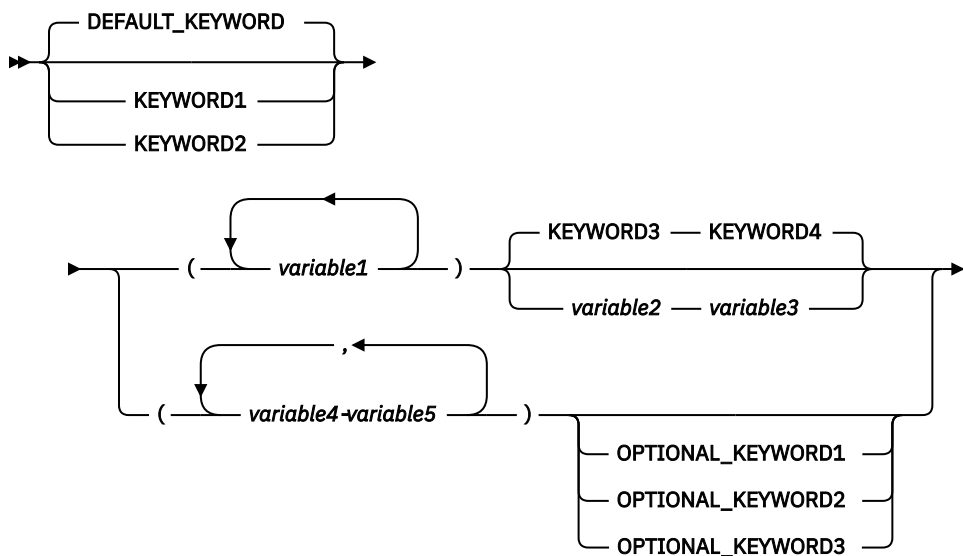 DEFAULT_KEYWORD
KEYWORD1
KEYWORD2
KEYWORD3 KEYWORD4
( variable1 )
variable2 variable3
,
( variable4-variable5 )
OPTIONAL_KEYWORD1
OPTIONAL_KEYWORD2
OPTIONAL_KEYWORD3